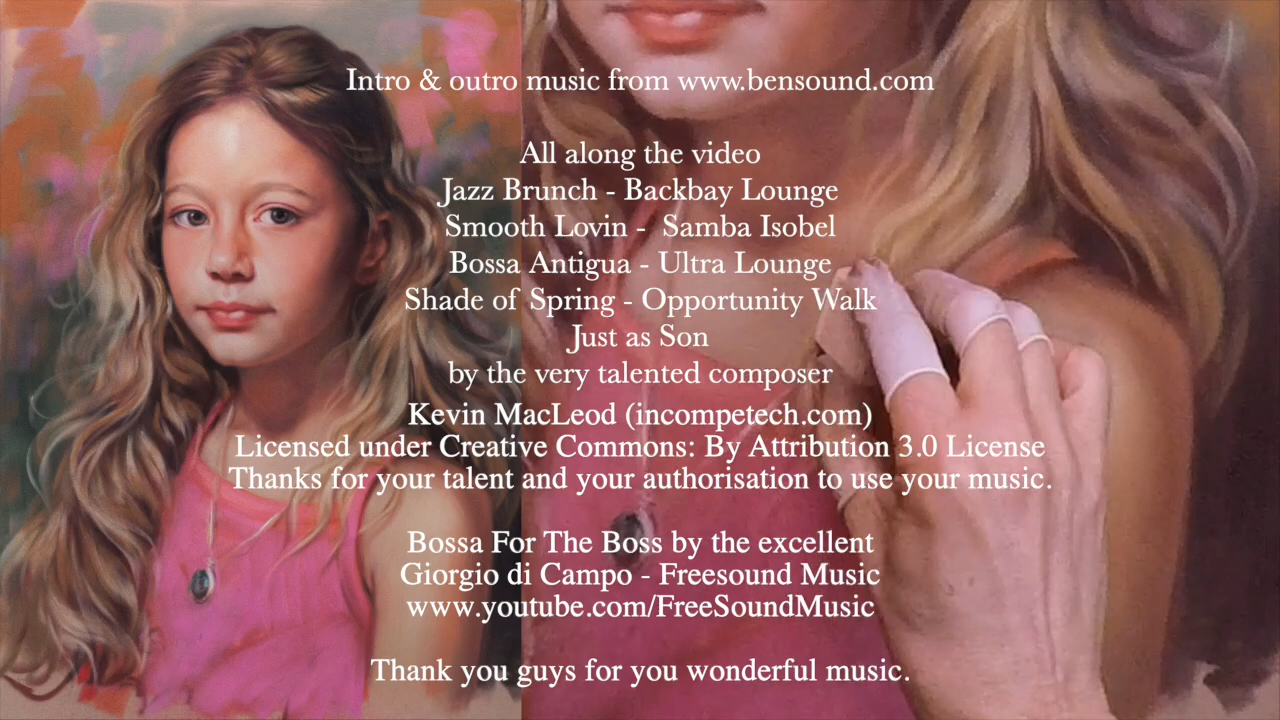 Intro & outro music from www.bensound.com
All along the video
Jazz Brunch - Backbay Lounge
Smooth Lovin - Samba Isobel
Bossa Antigua - Ultra Lounge
Shade of Spring - Opportunity Walk
Just as Son
by the very talented composer
Kevin MacLeod (incompetech.com)
Licensed under Creative Commons: By Attribution 3.0 License
Thanks for your talent and your authorisation to use your music.
Bossa For The Boss by the excellent
Giorgio di Campo - Freesound Music
www.youtube.com/FreeSoundMusic
Thank you guys for you wonderful music.